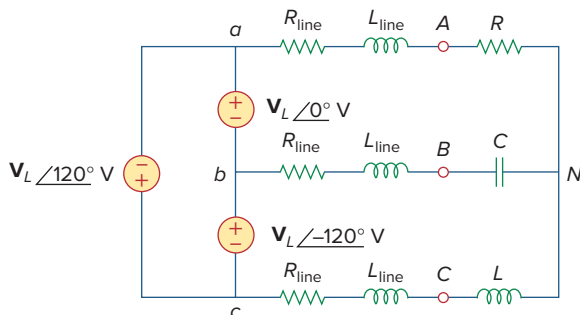 a R_line L_line A R
+
−
V_L ∠0° V
V_L ∠120° V
−
+
b R_line L_line B C N
+
−
V_L ∠−120° V
c R_line L_line C L